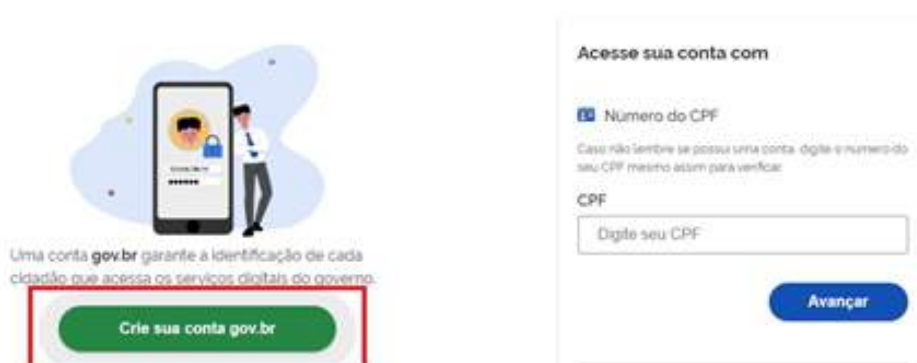 Uma conta gov.br garante a identificação de cada
cidadão que acessa os serviços digitais do governo.
Crie sua conta gov.br
Acesse sua conta com
Número do CPF
Caso não lembre se possui uma conta, digite o número do
seu CPF mesmo assim para verificar.
CPF
Digite seu CPF
Avançar